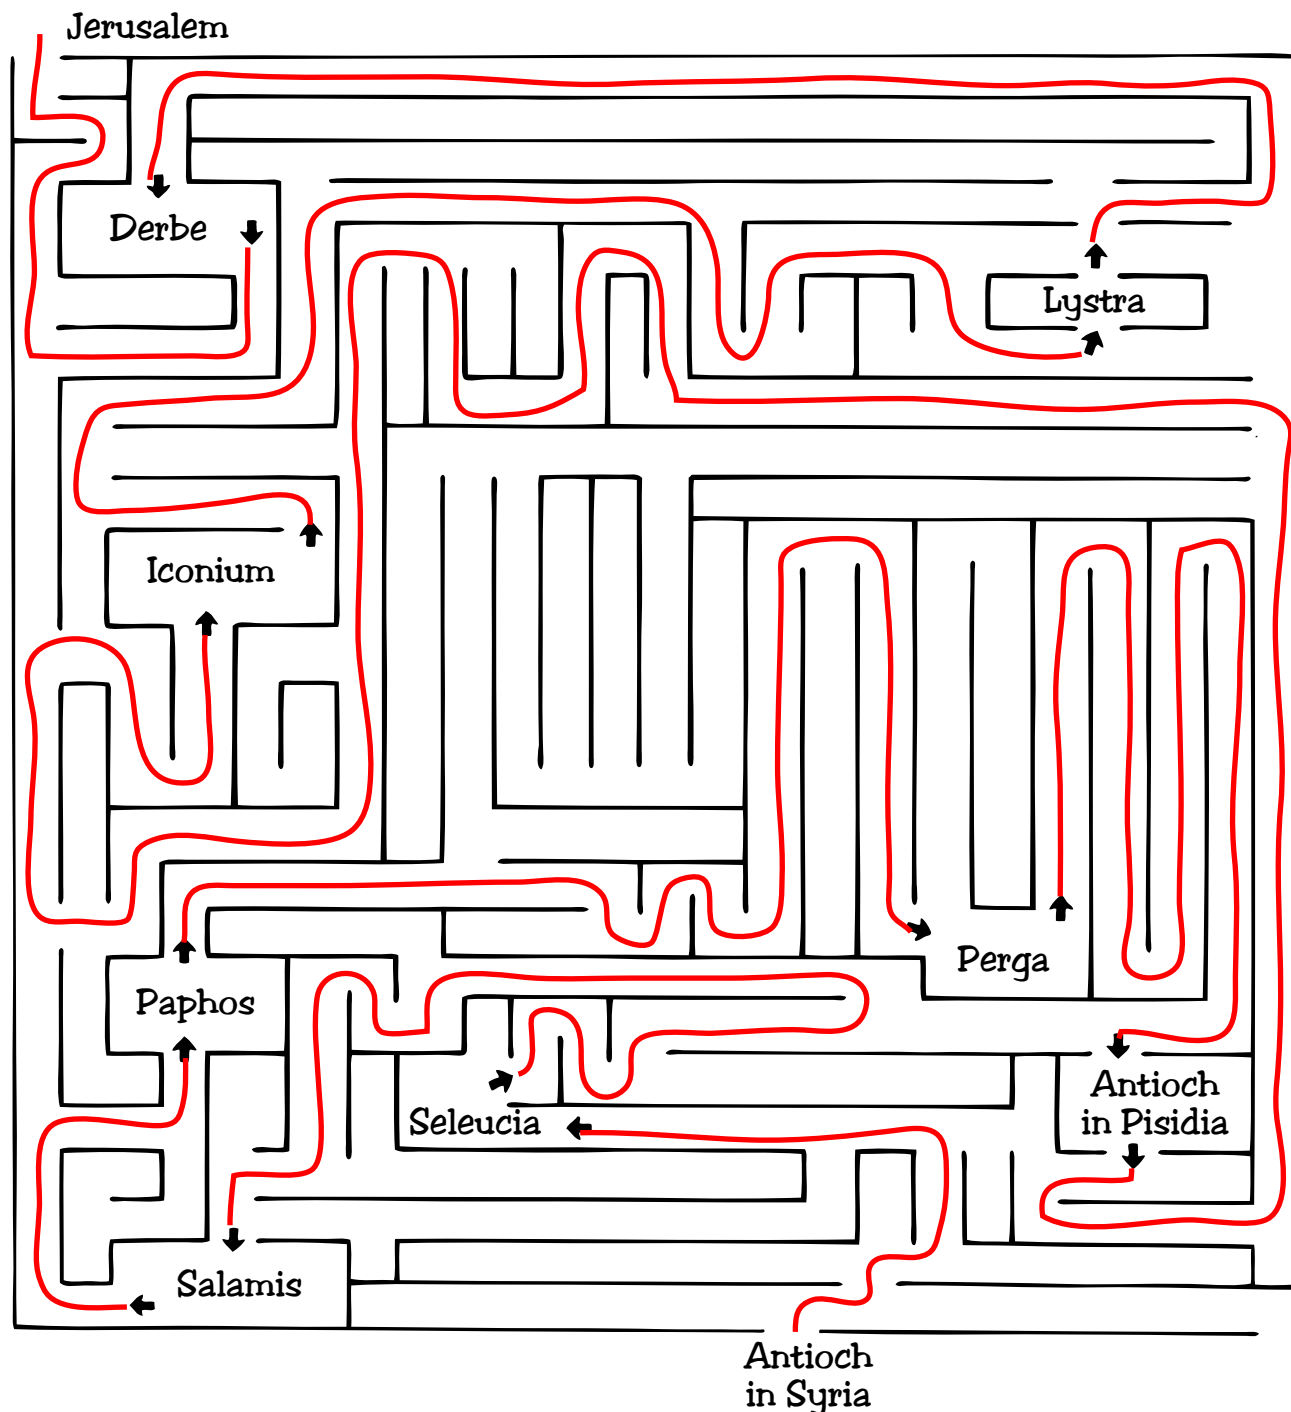 Jerusalem
Derbe
Lystra
Iconium
Perga
Paphos
Antioch
in Pisidia
Seleucia
Salamis
Antioch
in Syria